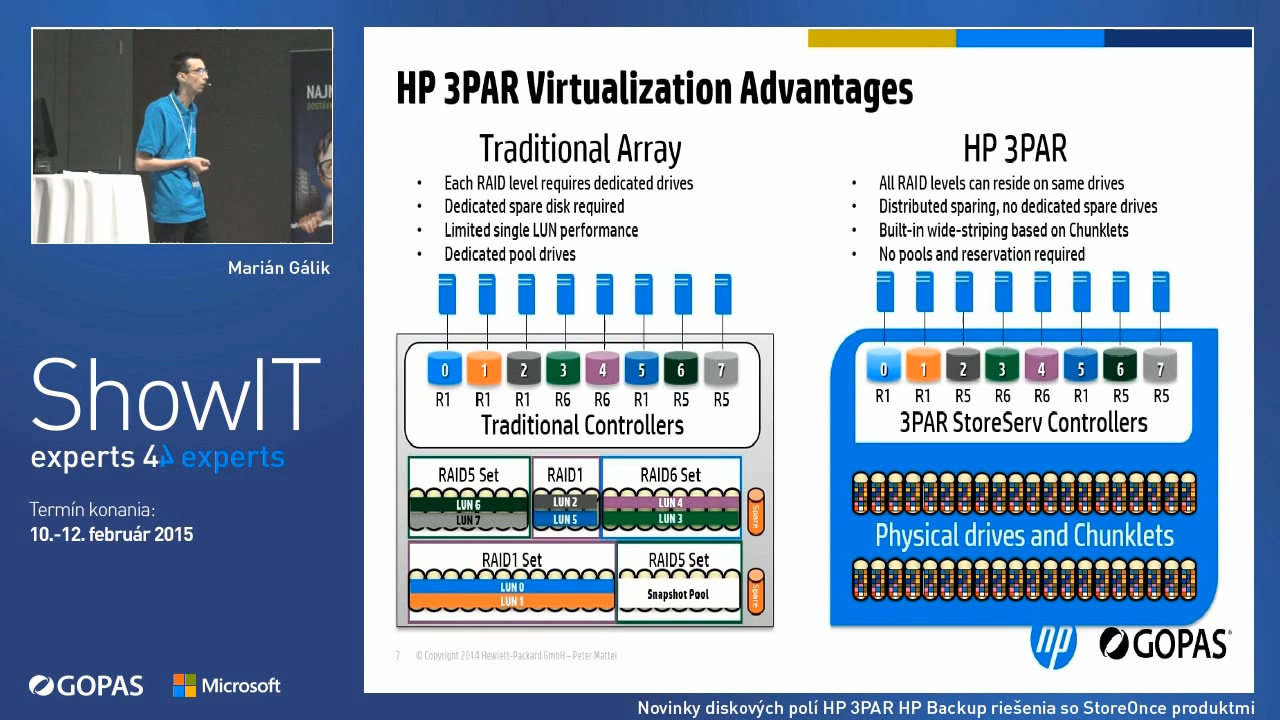 NAJN
DOSTÁV
Marián Gálik
ShowIT
experts 4 experts
Termín konania:
10.-12. február 2015
GOPAS
Microsoft
HP 3PAR Virtualization Advantages
Traditional Array
• Each RAID level requires dedicated drives
• Dedicated spare disk required
• Limited single LUN performance
• Dedicated pool drives
0 1 2 3 4 5 6 7
R1 R1 R1 R6 R6 R1 R5 R5
Traditional Controllers
RAID5 Set RAID1 RAID6 Set
LUN 6 LUN 2 LUN 4
LUN 7 LUN 5 LUN 3
Spare
RAID1 Set RAID5 Set
LUN 0
LUN 1
Snapshot Pool
Spare
HP 3PAR
• All RAID levels can reside on same drives
• Distributed sparing, no dedicated spare drives
• Built-in wide-striping based on Chunklets
• No pools and reservation required
0 1 2 3 4 5 6 7
R1 R1 R5 R6 R6 R1 R5 R5
3PAR StoreServ Controllers
Physical drives and Chunklets
7 © Copyright 2014 Hewlett-Packard GmbH – Peter Mattei
hp GOPAS®
Novinky diskových polí HP 3PAR HP Backup riešenia so StoreOnce produktmi